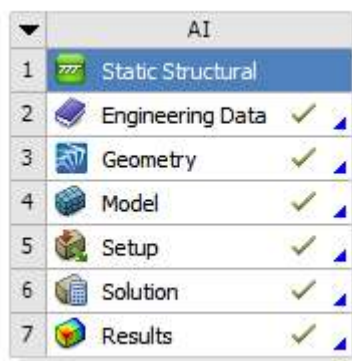 AI
1 Static Structural
2 Engineering Data
3 Geometry
4 Model
5 Setup
6 Solution
7 Results